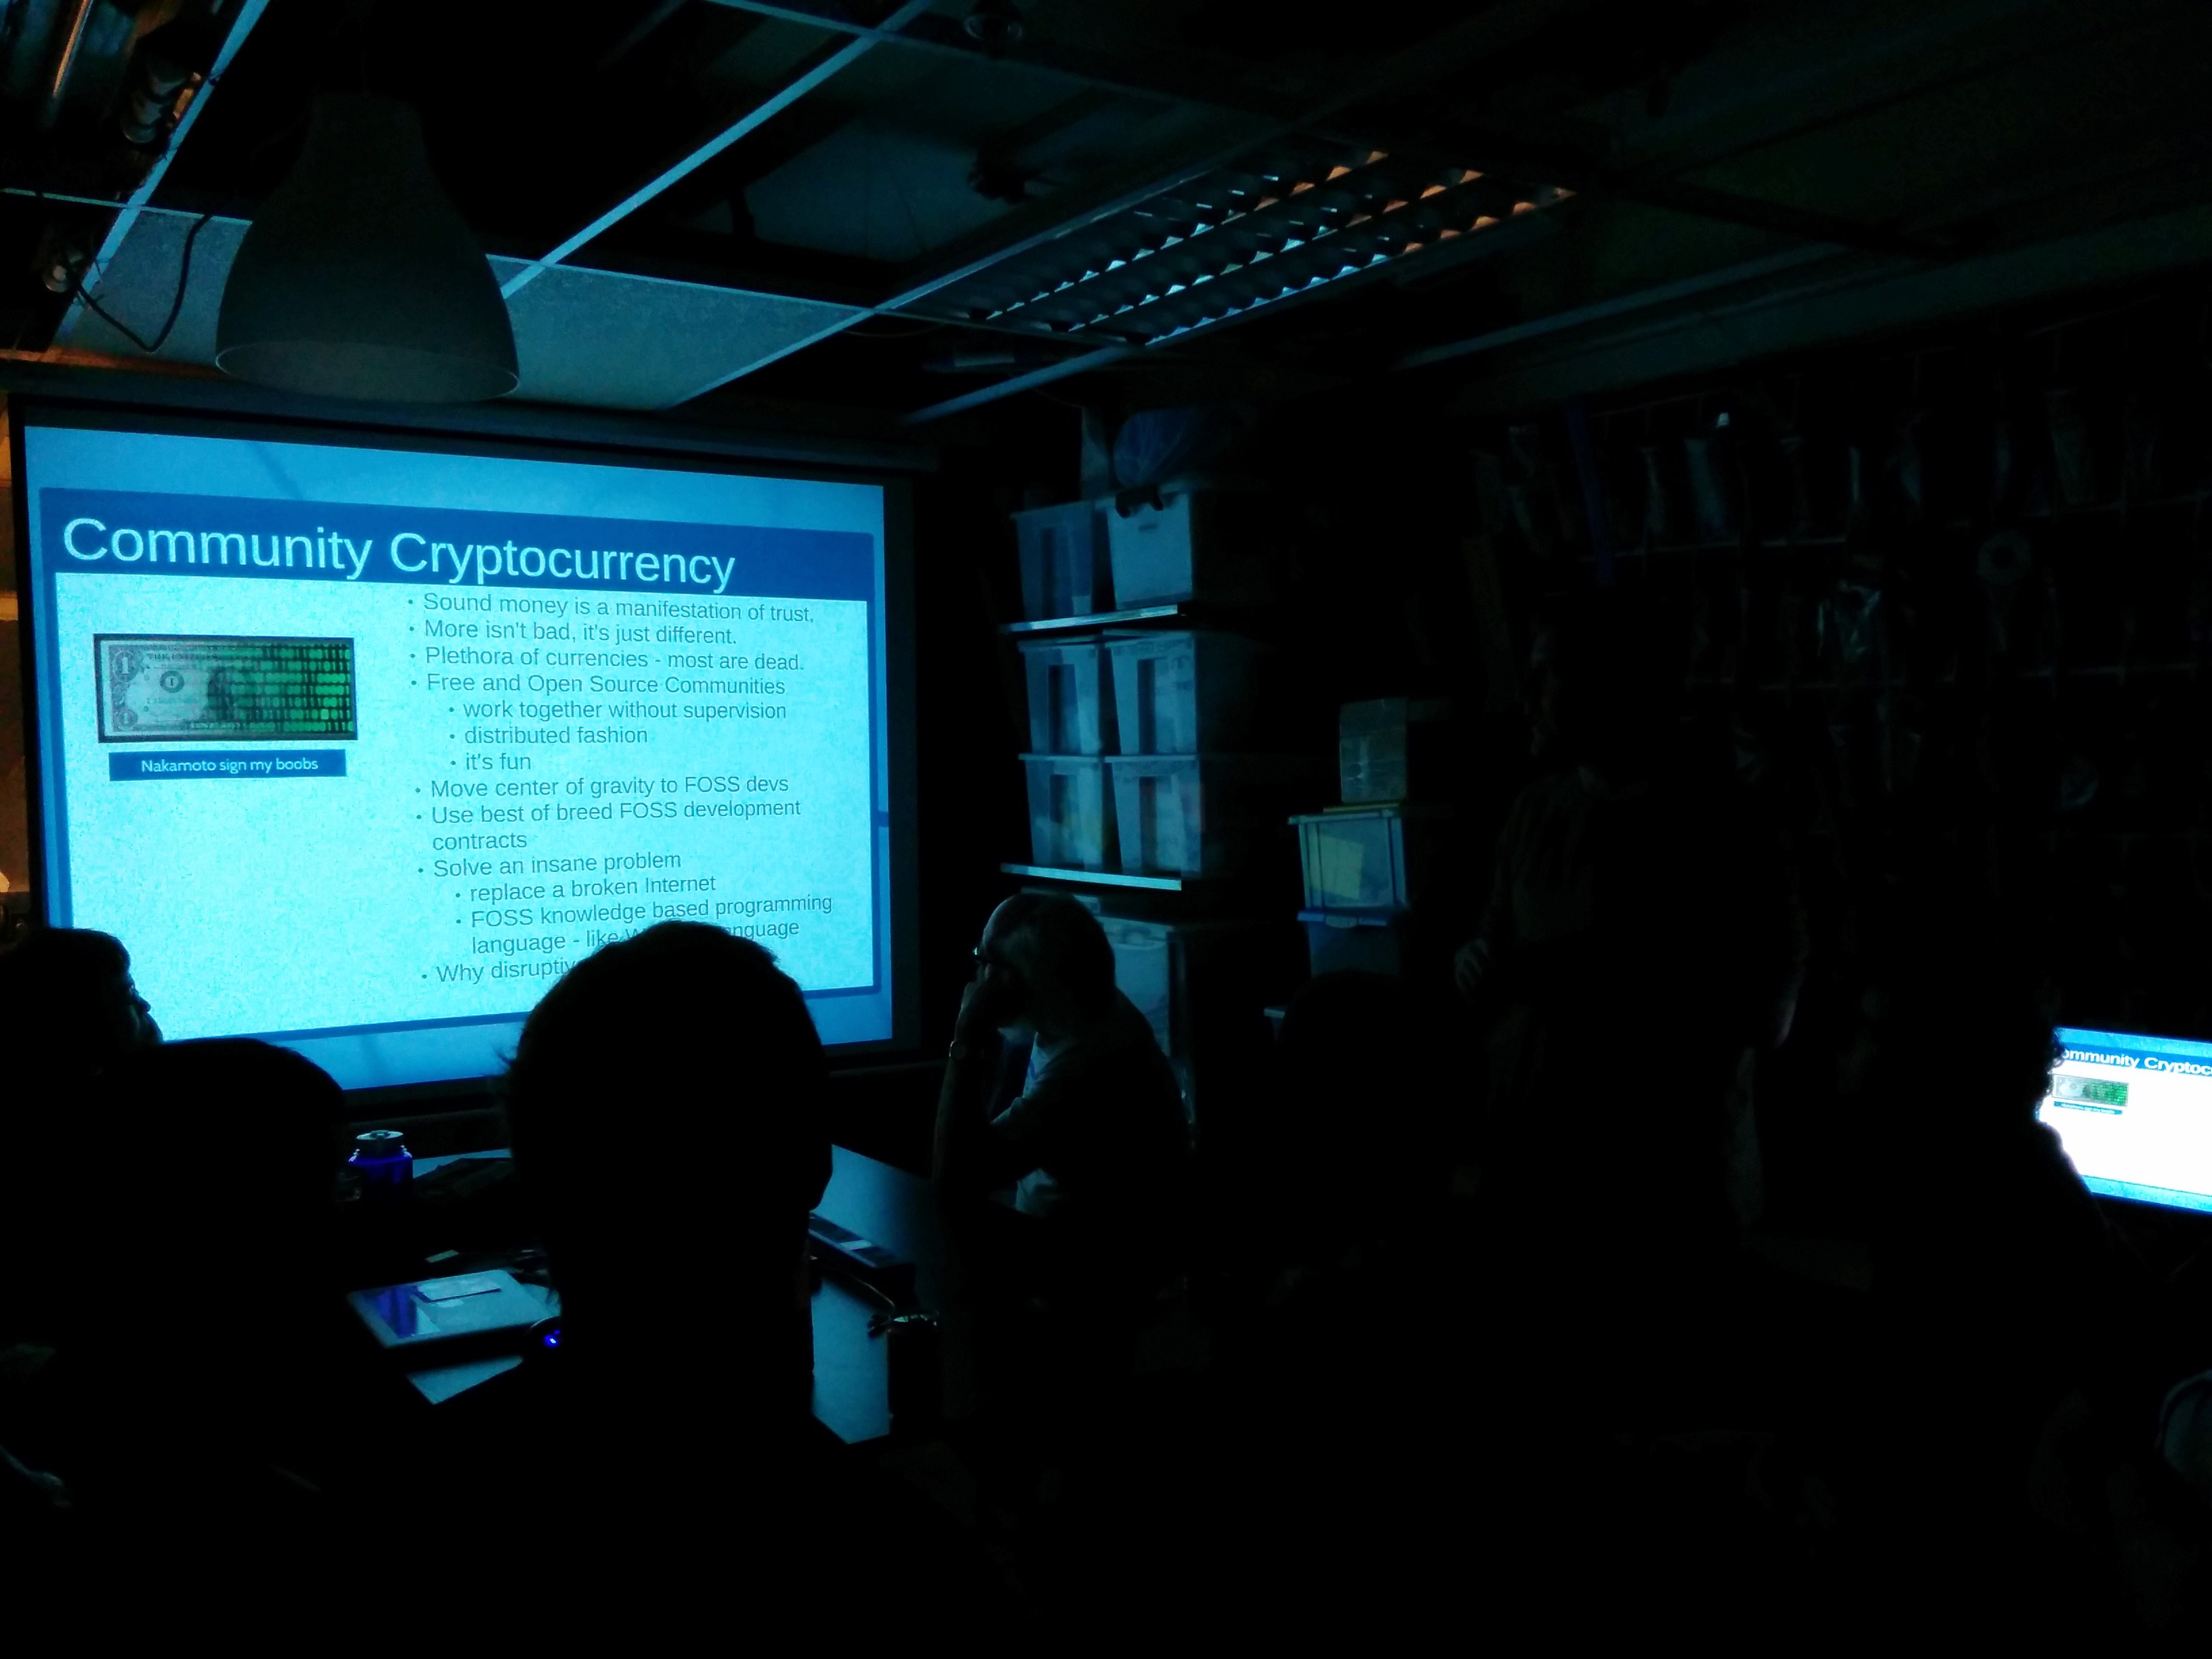 Community Cryptocurrency
Nakamoto sign my boobs
• Sound money is a manifestation of trust,
• More isn't bad, it's just different.
• Plethora of currencies - most are dead.
• Free and Open Source Communities
• work together without supervision
• distributed fashion
• it's fun
• Move center of gravity to FOSS devs
• Use best of breed FOSS development
contracts
• Solve an insane problem
• replace a broken Internet
• FOSS knowledge based programming
language - like
• Why
ommunity Cryptoc